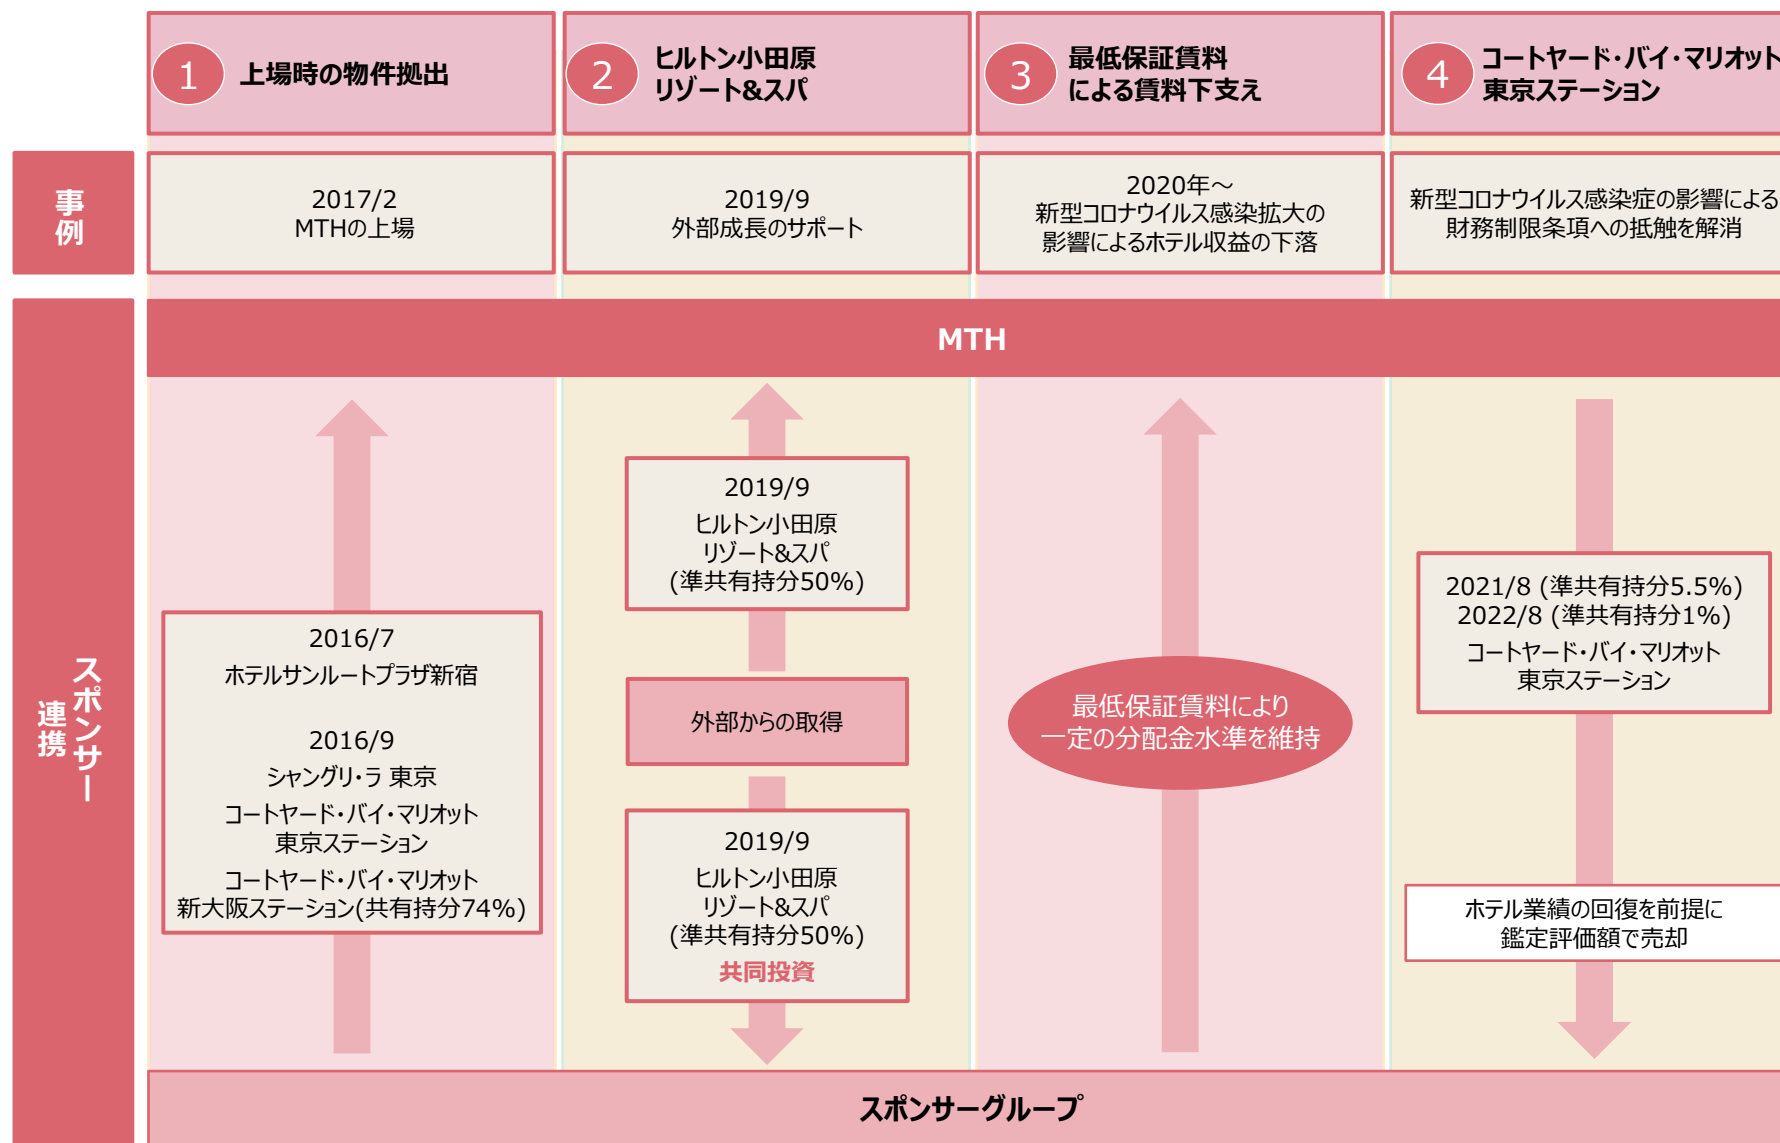 1 上場時の物件拠出
2 ヒルトン小田原
リゾート&スパ
3 最低保証賃料
による賃料下支え
4 コートヤード・バイ・マリオット
東京ステーション
事例
2017/2
MTHの上場
2019/9
外部成長のサポート
2020年～
新型コロナウイルス感染拡大の
影響によるホテル収益の下落
新型コロナウイルス感染症の影響による
財務制限条項への抵触を解消
スポンサー
連携
MTH
2016/7
ホテルサンルートプラザ新宿
2016/9
シャングリ・ラ 東京
コートヤード・バイ・マリオット
東京ステーション
コートヤード・バイ・マリオット
新大阪ステーション(共有持分74%)
2019/9
ヒルトン小田原
リゾート&スパ
(準共有持分50%)
外部からの取得
2019/9
ヒルトン小田原
リゾート&スパ
(準共有持分50%)
共同投資
最低保証賃料により
一定の分配金水準を維持
2021/8 (準共有持分5.5%)
2022/8 (準共有持分1%)
コートヤード・バイ・マリオット
東京ステーション
ホテル業績の回復を前提に
鑑定評価額で売却
スポンサーグループ